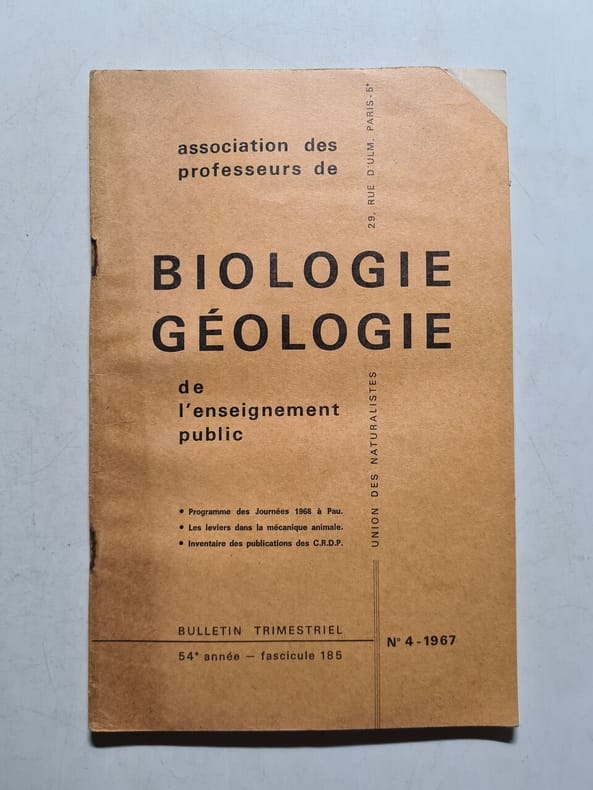 association des
professeurs de
29, RUE D'ULM, PARIS-5e
BIOLOGIE
GÉOLOGIE
de
l'enseignement
public
UNION DES NATURALISTES
• Programme des Journées 1968 à Pau.
• Les leviers dans la mécanique animale.
• Inventaire des publications des C.R.D.P.
BULLETIN TRIMESTRIEL
54e année — fascicule 185
N° 4-1967